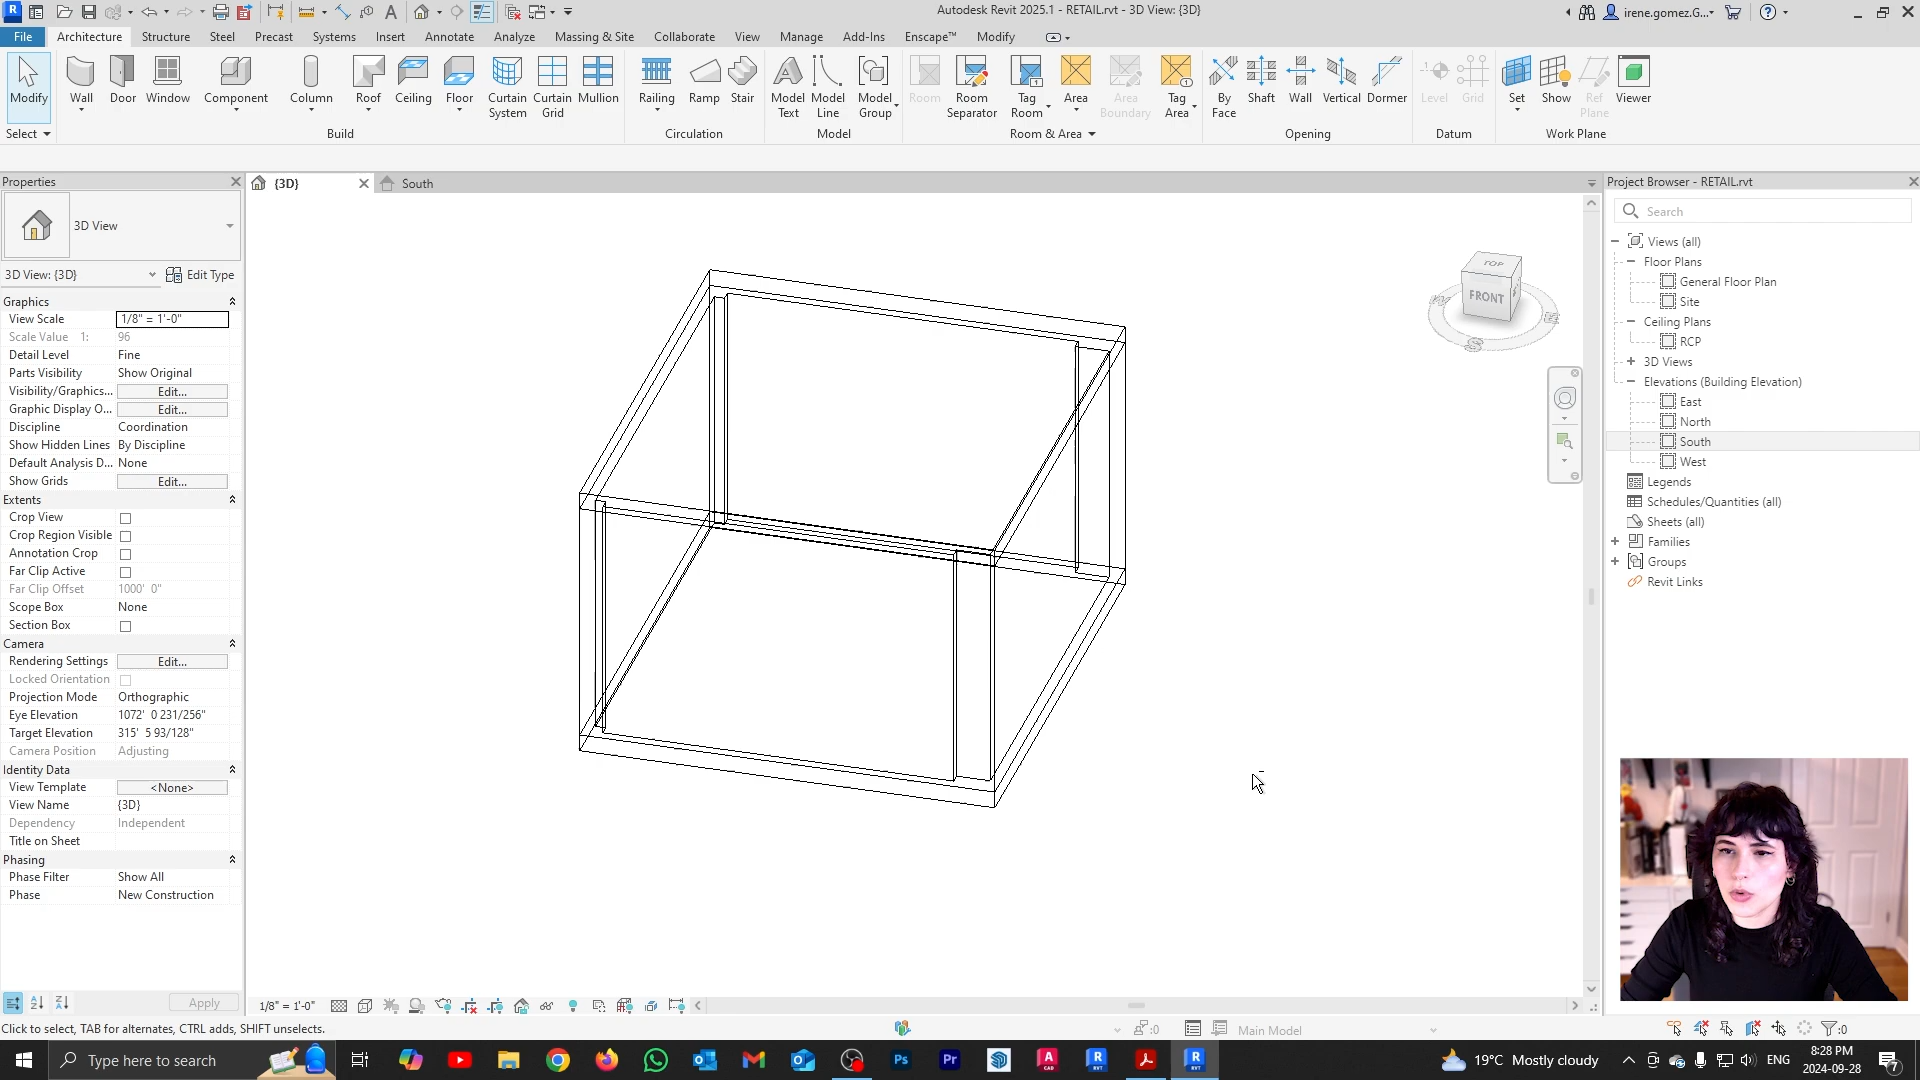 Autodesk Revit 2025.1 - RETAIL.rvt - 3D View: {3D}
irene.gomez.G...
File Architecture Structure Steel Precast Systems Insert Annotate Analyze Massing & Site Collaborate View Manage Add-Ins Enscape™ Modify
Modify Wall Door Window Component Column Roof Ceiling Floor Curtain System Curtain Grid Mullion Railing Ramp Stair Model Text Model Line Model Group Room Room Separator Tag Room Area Area Boundary Tag Area By Face Shaft Wall Vertical Dormer Level Grid Set Show Ref Plane Viewer
Select Build Circulation Model Room & Area Opening Datum Work Plane
Properties
3D View
3D View: {3D} Edit Type
Graphics
View Scale 1/8" = 1'-0"
Scale Value 1: 96
Detail Level Fine
Parts Visibility Show Original
Visibility/Graphics... Edit...
Graphic Display O... Edit...
Discipline Coordination
Show Hidden Lines By Discipline
Default Analysis D... None
Show Grids Edit...
Extents
Crop View
Crop Region Visible
Annotation Crop
Far Clip Active
Far Clip Offset 1000' 0"
Scope Box None
Section Box
Camera
Rendering Settings Edit...
Locked Orientation
Projection Mode Orthographic
Eye Elevation 1072' 0 231/256"
Target Elevation 315' 5 93/128"
Camera Position Adjusting
Identity Data
View Template <None>
View Name {3D}
Dependency Independent
Title on Sheet
Phasing
Phase Filter Show All
Phase New Construction
Apply
{3D} South
TOP
FRONT
W
S
E
Project Browser - RETAIL.rvt
Search
Views (all)
Floor Plans
General Floor Plan
Site
Ceiling Plans
RCP
3D Views
Elevations (Building Elevation)
East
North
South
West
Legends
Schedules/Quantities (all)
Sheets (all)
Families
Groups
Revit Links
1/8" = 1'-0"
Click to select, TAB for alternates, CTRL adds, SHIFT unselects.
:0
Main Model
:0
Type here to search
19°C Mostly cloudy
ENG
8:28 PM
2024-09-28
7